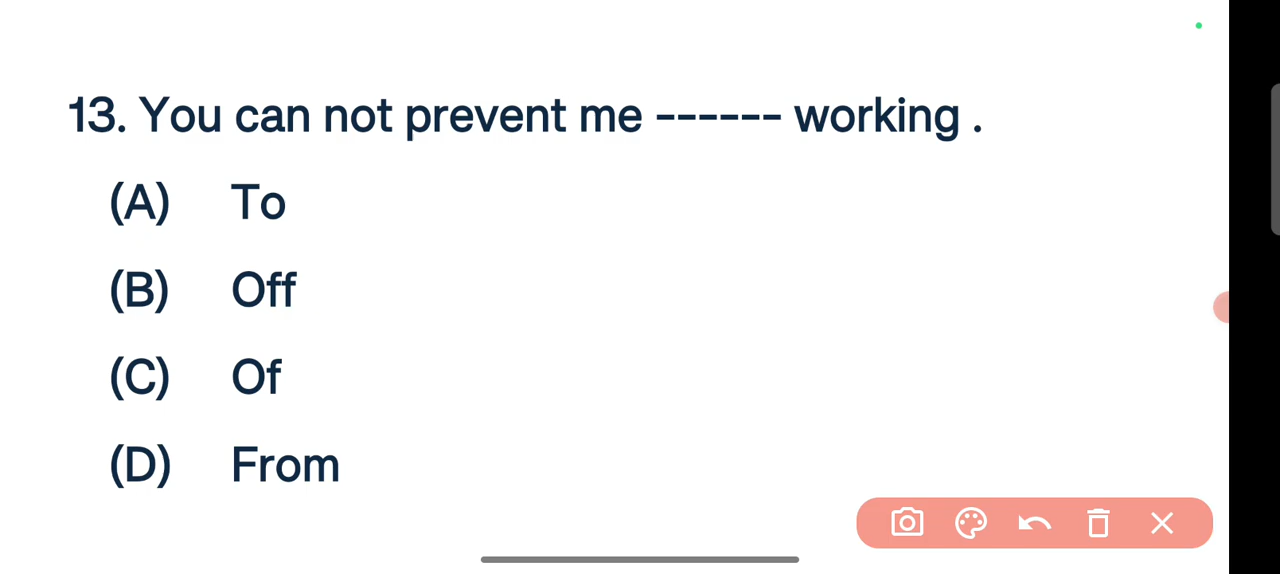 13. You can not prevent me ------ working .
(A) To
(B) Off
(C) Of
(D) From